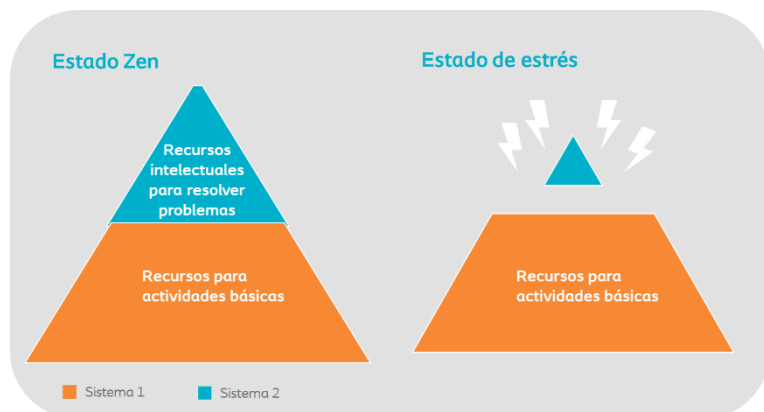 Estado Zen
Recursos
intelectuales
para resolver
problemas
Recursos para
actividades básicas
Estado de estrés
Recursos para
actividades básicas
Sistema 1
Sistema 2